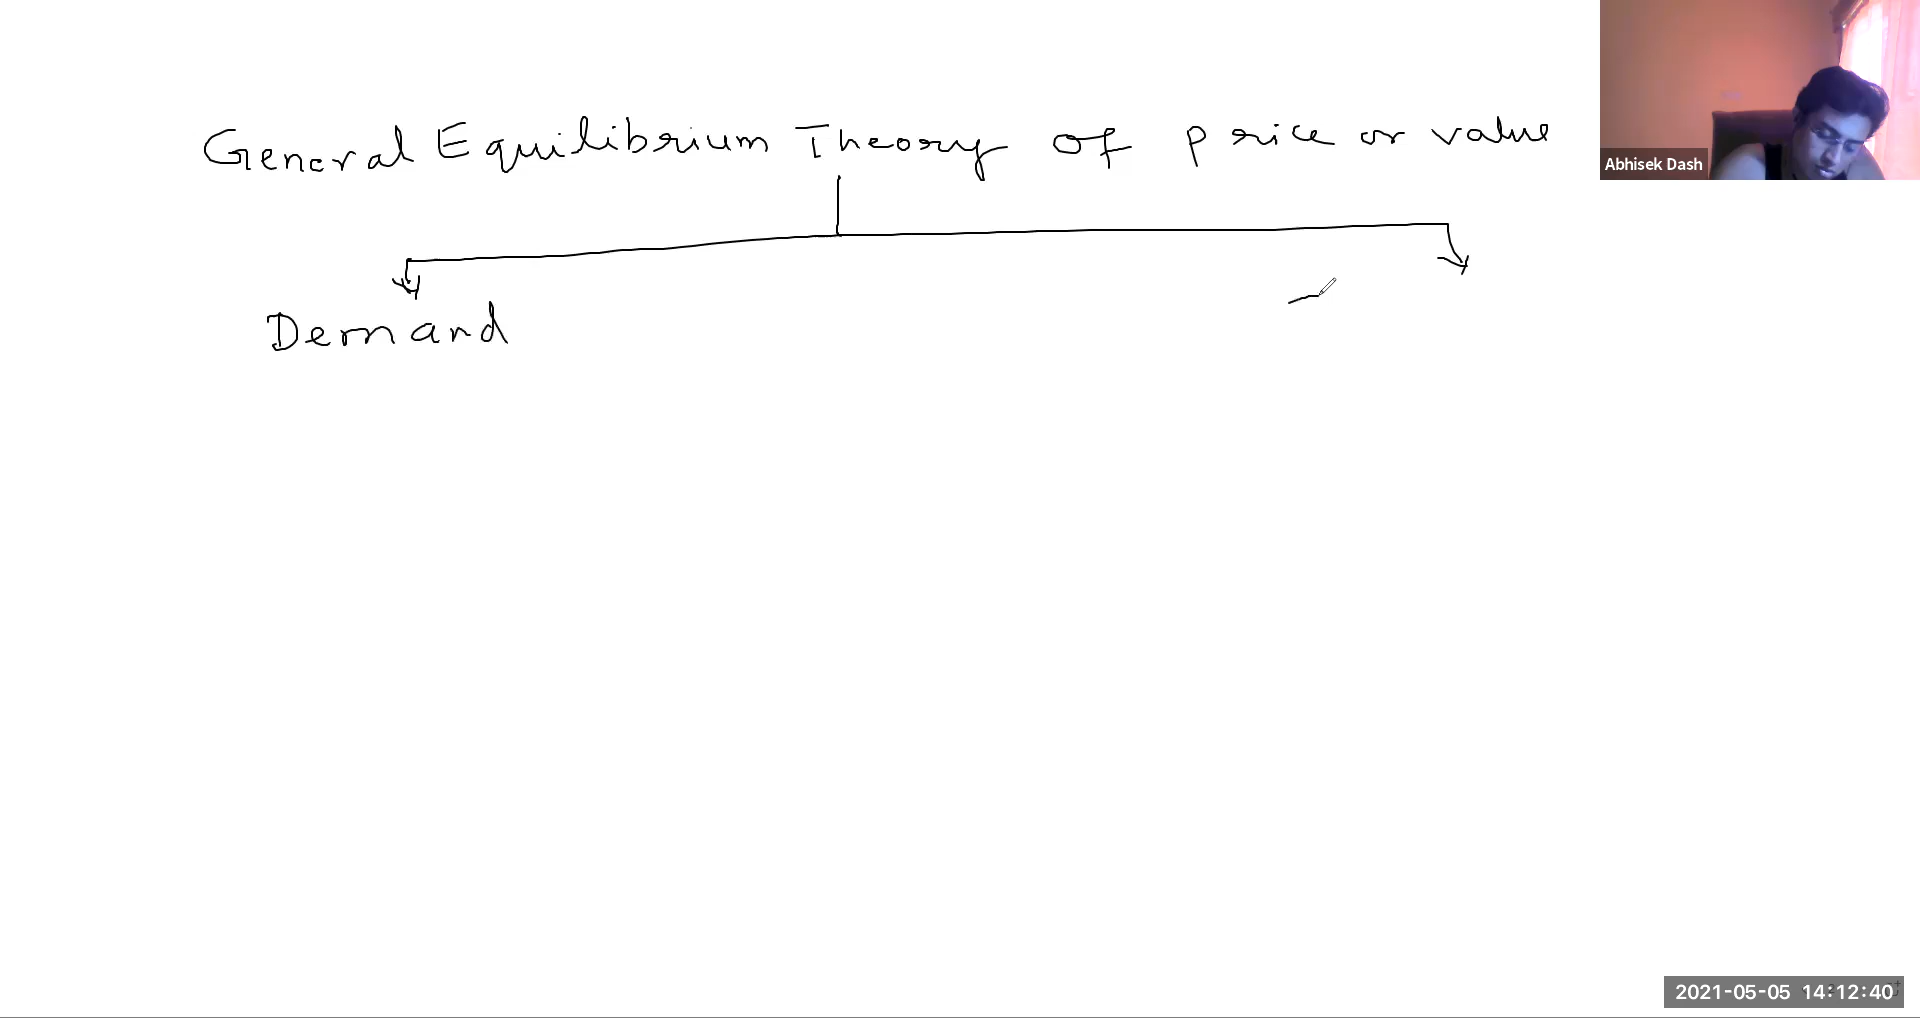 General Equilibrium Theory of price or value
Abhisek Dash
Demand
2021-05-05 14:12:40